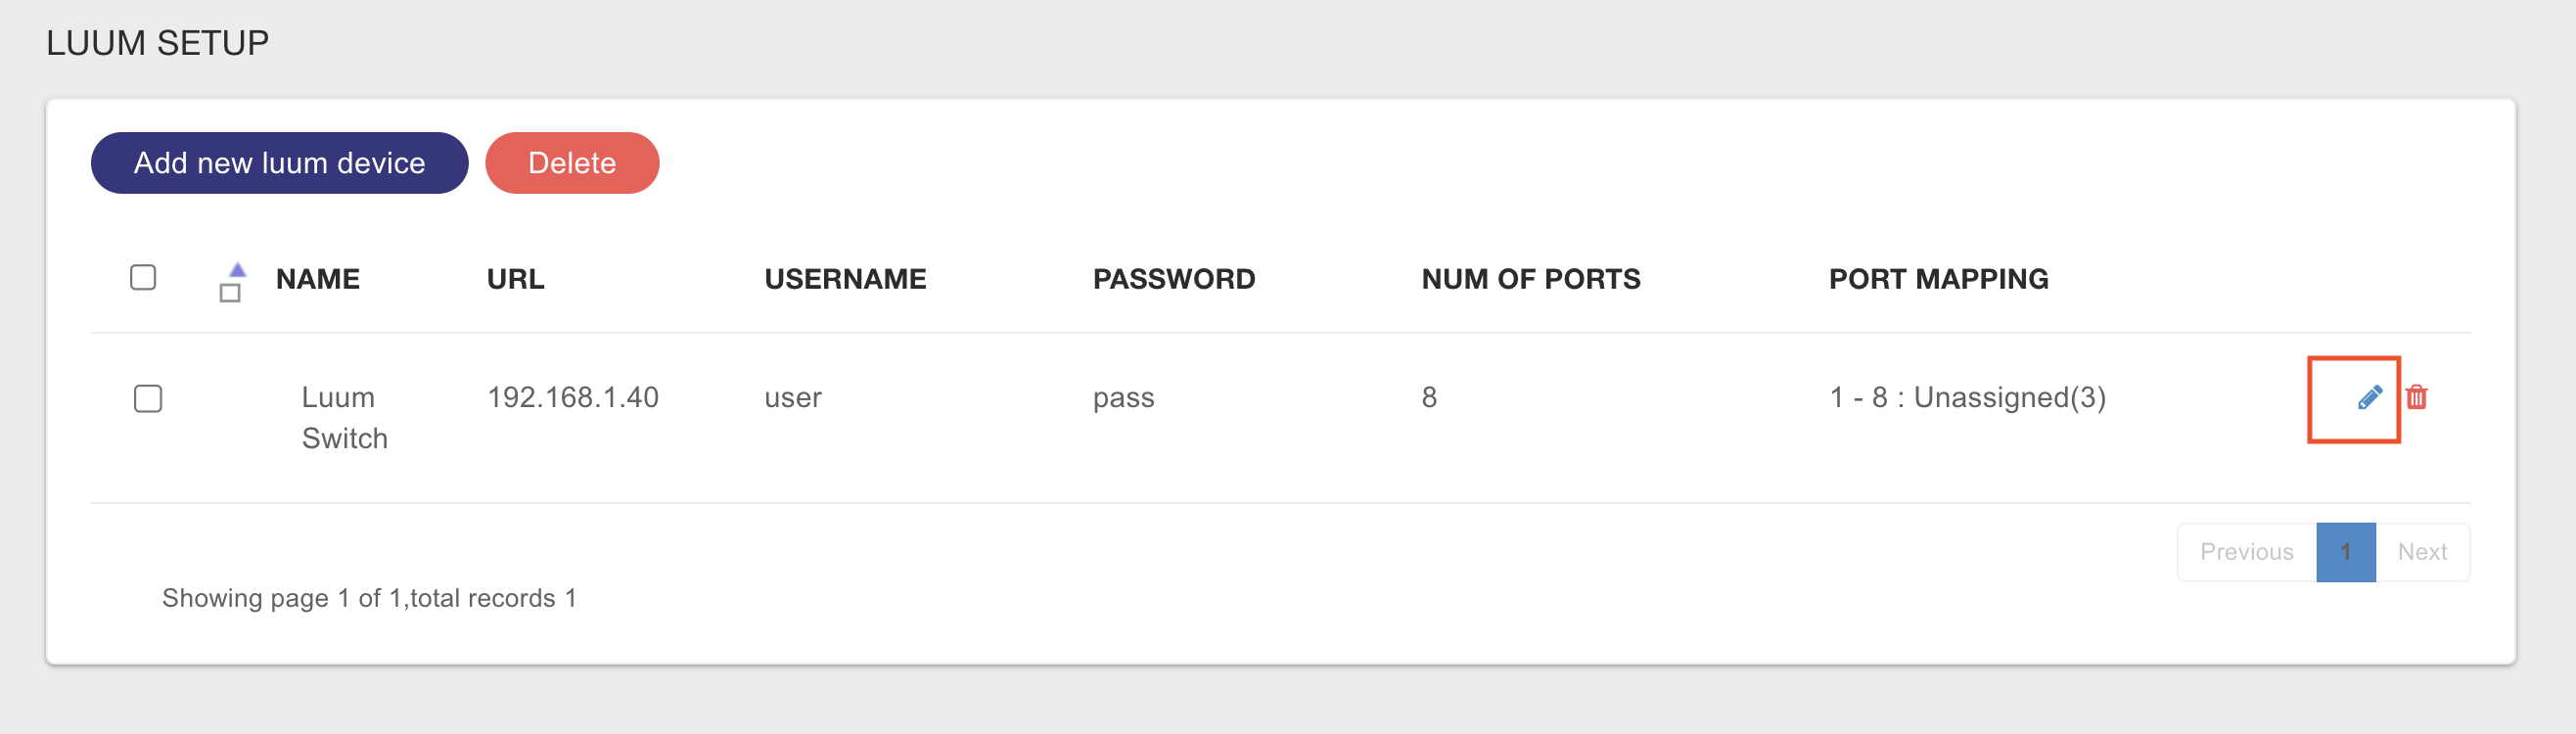 LUUM SETUP
Add new luum device Delete
NAME URL USERNAME PASSWORD NUM OF PORTS PORT MAPPING
Luum 192.168.1.40 user pass 8 1 - 8 : Unassigned(3)
Switch
Previous 1 Next
Showing page 1 of 1,total records 1